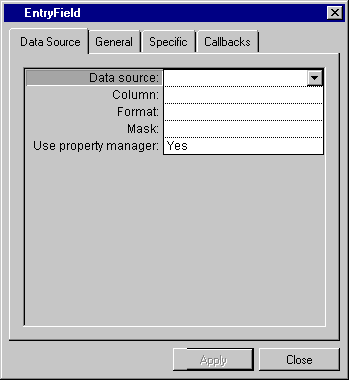 EntryField
Data Source General Specific Callbacks
Data source:
Column:
Format:
Mask:
Use property manager: Yes
Apply Close